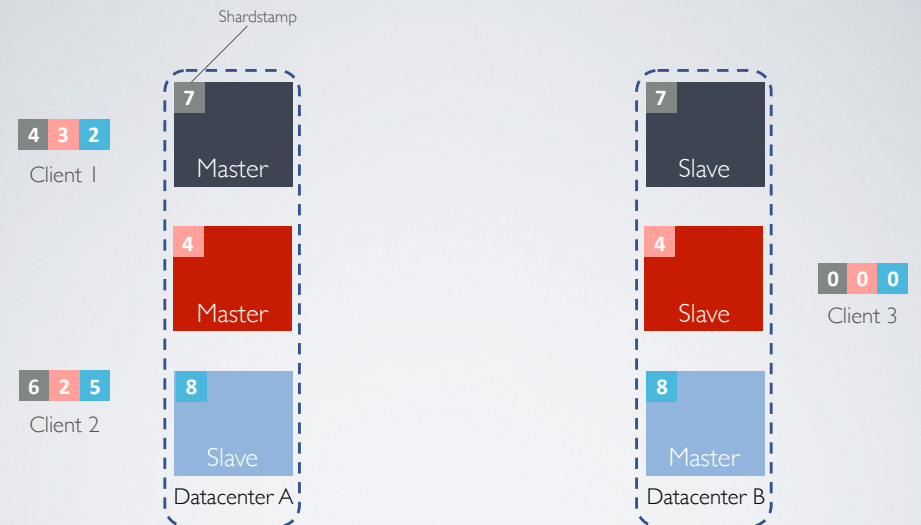 Shardstamp
7
Master
4 3 2
Client 1
4
Master
6 2 5
Client 2
8
Slave
Datacenter A
7
Slave
4
Slave
0 0 0
Client 3
8
Master
Datacenter B